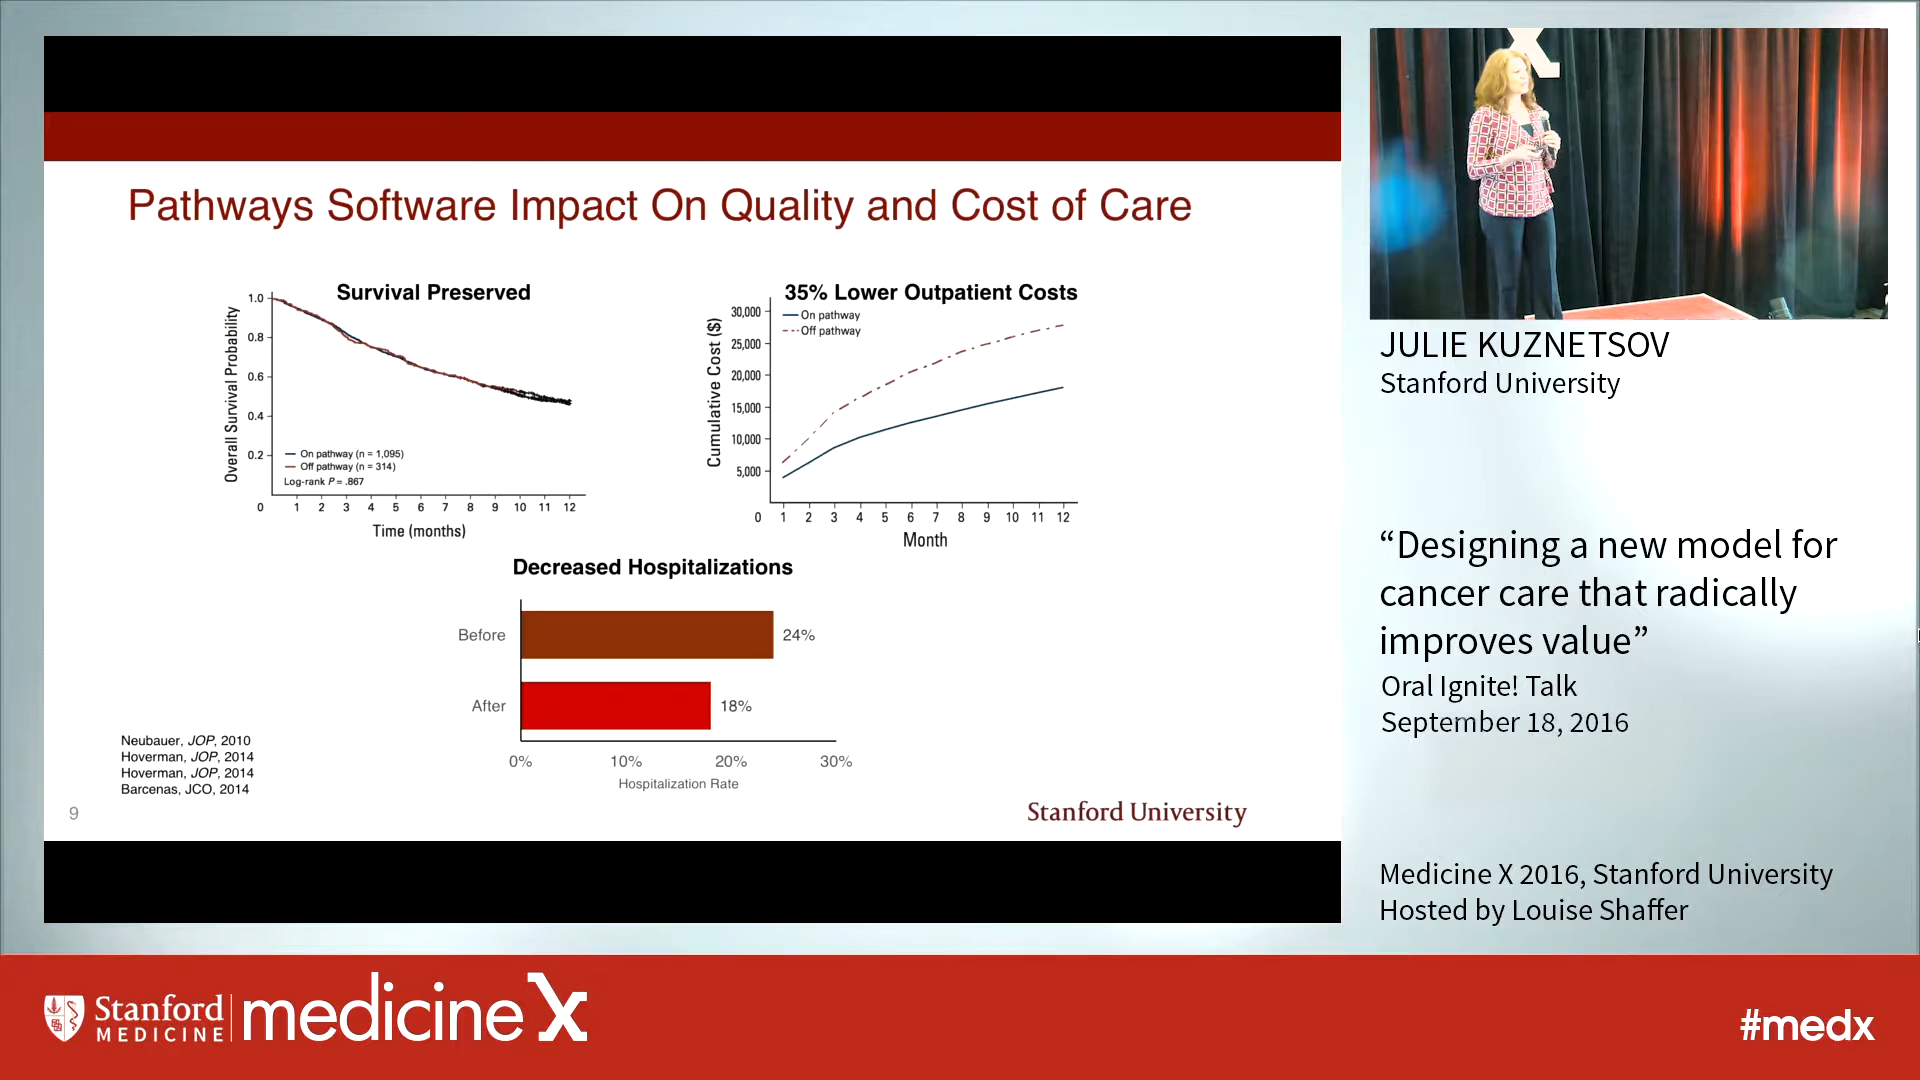 Pathways Software Impact On Quality and Cost of Care
Survival Preserved
Overall Survival Probability
1.0
0.8
0.6
0.4
0.2
0
On pathway (n = 1,095)
Off pathway (n = 314)
Log-rank P = .867
1 2 3 4 5 6 7 8 9 10 11 12
Time (months)
35% Lower Outpatient Costs
Cumulative Cost ($)
30,000
25,000
20,000
15,000
10,000
5,000
0
On pathway
Off pathway
1 2 3 4 5 6 7 8 9 10 11 12
Month
Decreased Hospitalizations
Before
24%
After
18%
0% 10% 20% 30%
Hospitalization Rate
Neubauer, JOP, 2010
Hoverman, JOP, 2014
Hoverman, JOP, 2014
Barcenas, JCO, 2014
9
Stanford University
X
JULIE KUZNETSOV
Stanford University
“Designing a new model for
cancer care that radically
improves value”
Oral Ignite! Talk
September 18, 2016
Medicine X 2016, Stanford University
Hosted by Louise Shaffer
Stanford
MEDICINE
medicine X
#medx